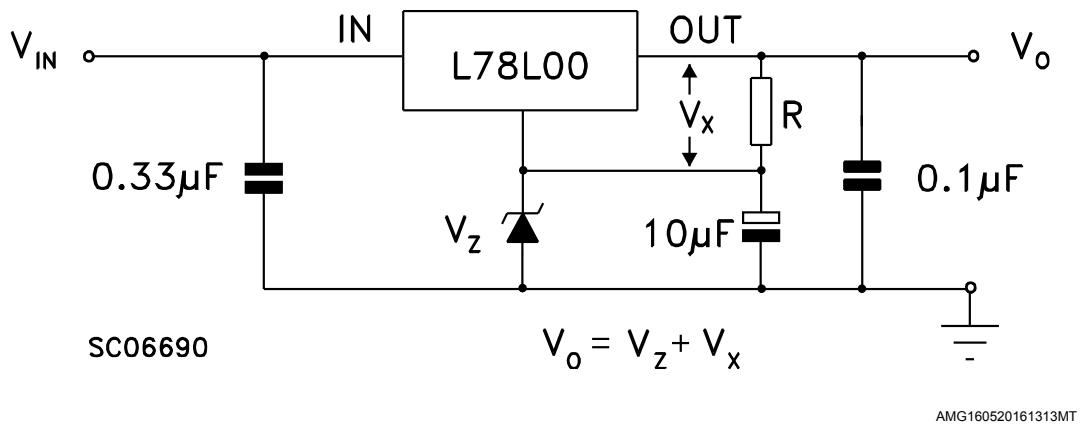 V_IN
IN
L78L00
OUT
V_O
V_X
R
0.33µF
V_Z
10µF
0.1µF
SC06690
V_O = V_Z + V_X
AMG160520161313MT